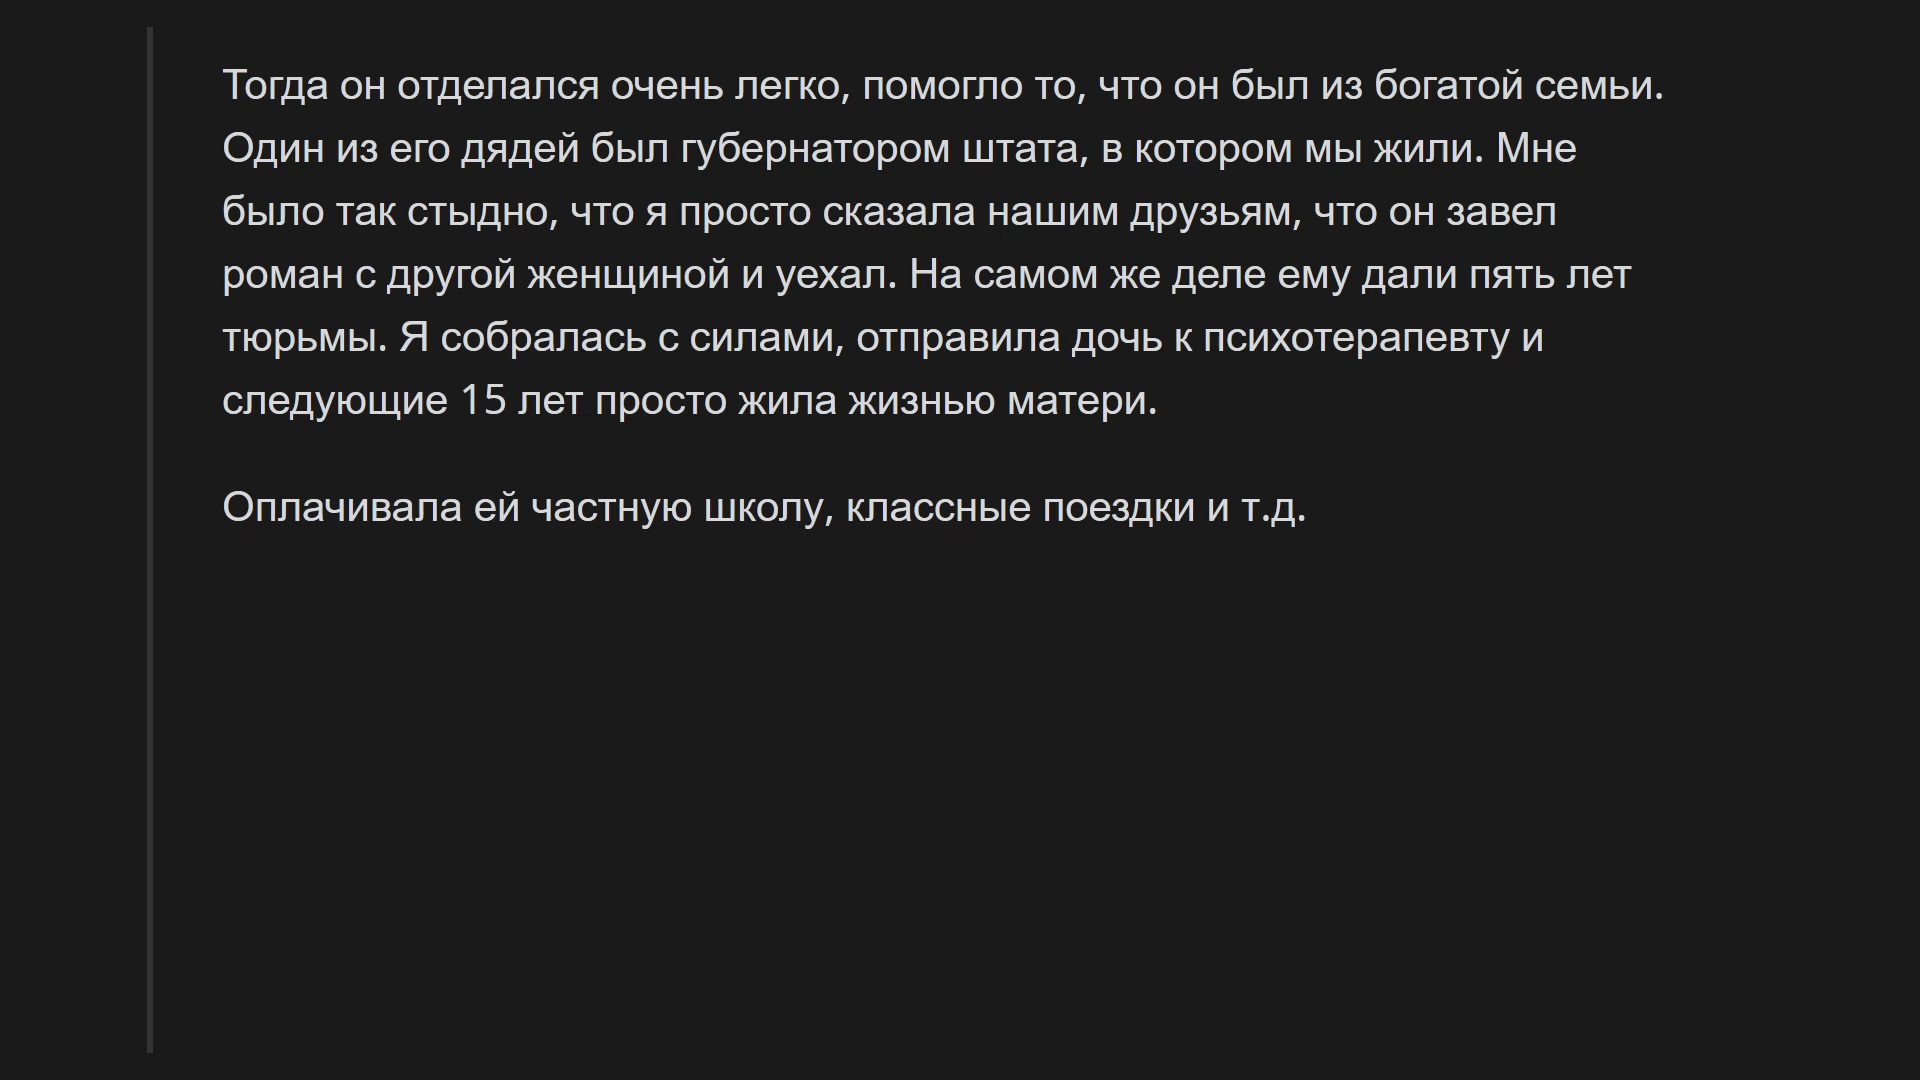 Тогда он отделался очень легко, помогло то, что он был из богатой семьи.
Один из его дядей был губернатором штата, в котором мы жили. Мне
было так стыдно, что я просто сказала нашим друзьям, что он завел
роман с другой женщиной и уехал. На самом же деле ему дали пять лет
тюрьмы. Я собралась с силами, отправила дочь к психотерапевту и
следующие 15 лет просто жила жизнью матери.
Оплачивала ей частную школу, классные поездки и т.д.